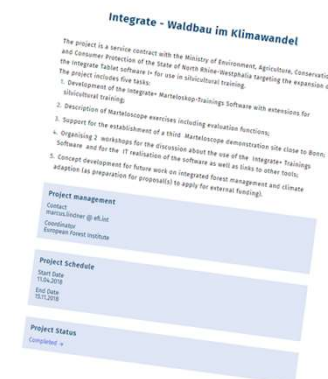 Integrate - Waldbau im Klimawandel
The project is a service contract with the Ministry of Environment, Agriculture, Conservation
and Consumer Protection of the State of North Rhine-Westphalia targeting the expansion of
the Integrate Tablet software I+ for use in silvicultural training.
The project includes five tasks:
1. Development of the Integrate+ Marteloskop-Trainings Software with extensions for
silvicultural training;
2. Description of Marteloscope exercises including evaluation functions;
3. Support for the establishment of a third Marteloscope demonstration site close to Bonn;
4. Organising 2 workshops for the discussion about the use of the Integrate+ Trainings
Software and for the IT realisation of the software as well as links to other tools;
5. Concept development for future work on integrated forest management and climate
adaption (as preparation for proposal(s) to apply for external funding).
Project management
Contact
marcus.lindner @ efi.int
Coordinator
European Forest Institute
Project Schedule
Start Date
11.04.2018
End Date
15.11.2018
Project Status
Completed